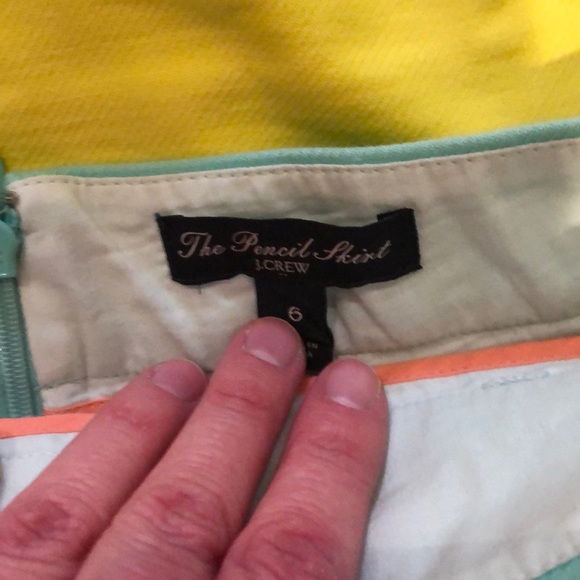 The Pencil Skirt
J.CREW
6